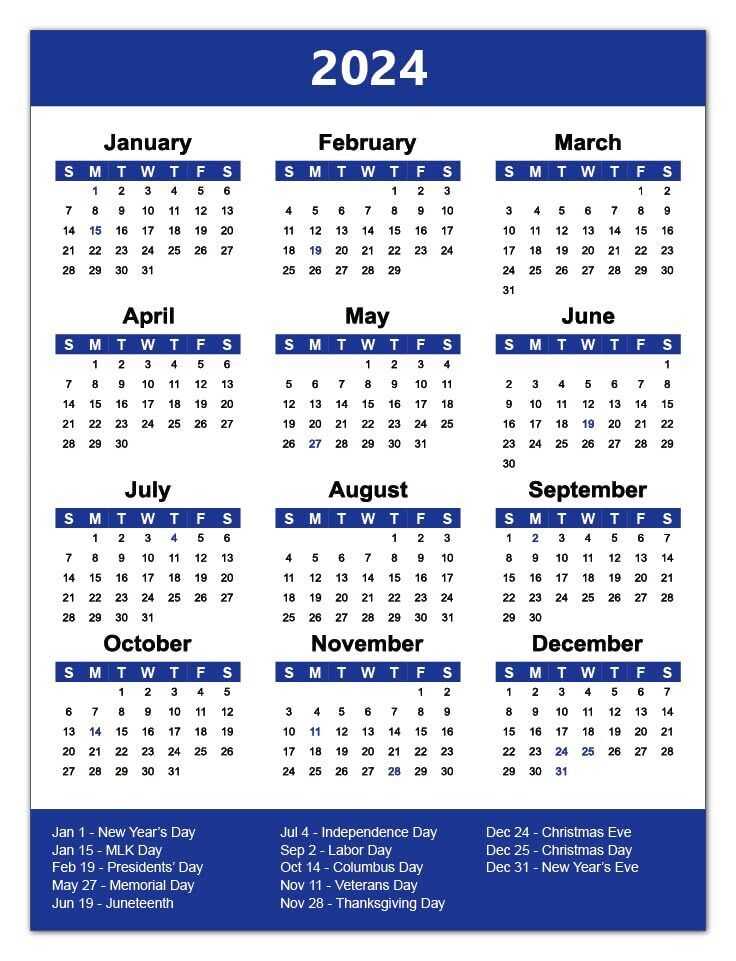 2024
January February March
S M T W T F S S M T W T F S S M T W T F S
1 2 3 4 5 6 1 2 3 1 2
7 8 9 10 11 12 13 4 5 6 7 8 9 10 3 4 5 6 7 8 9
14 15 16 17 18 19 20 11 12 13 14 15 16 17 10 11 12 13 14 15 16
21 22 23 24 25 26 27 18 19 20 21 22 23 24 17 18 19 20 21 22 23
28 29 30 31 25 26 27 28 29 24 25 26 27 28 29 30
31
April May June
S M T W T F S S M T W T F S S M T W T F S
1 2 3 4 5 6 1 2 3 4 1
7 8 9 10 11 12 13 5 6 7 8 9 10 11 2 3 4 5 6 7 8
14 15 16 17 18 19 20 12 13 14 15 16 17 18 9 10 11 12 13 14 15
21 22 23 24 25 26 27 19 20 21 22 23 24 25 16 17 18 19 20 21 22
28 29 30 26 27 28 29 30 31 23 24 25 26 27 28 29
30
July August September
S M T W T F S S M T W T F S S M T W T F S
1 2 3 4 5 6 1 2 3 1 2 3 4 5 6 7
7 8 9 10 11 12 13 4 5 6 7 8 9 10 8 9 10 11 12 13 14
14 15 16 17 18 19 20 11 12 13 14 15 16 17 15 16 17 18 19 20 21
21 22 23 24 25 26 27 18 19 20 21 22 23 24 22 23 24 25 26 27 28
28 29 30 31 25 26 27 28 29 30 31 29 30
October November December
S M T W T F S S M T W T F S S M T W T F S
1 2 3 4 5 1 2 1 2 3 4 5 6 7
6 7 8 9 10 11 12 3 4 5 6 7 8 9 8 9 10 11 12 13 14
13 14 15 16 17 18 19 10 11 12 13 14 15 16 15 16 17 18 19 20 21
20 21 22 23 24 25 26 17 18 19 20 21 22 23 22 23 24 25 26 27 28
27 28 29 30 31 24 25 26 27 28 29 30 29 30 31
Jan 1 - New Year's Day
Jan 15 - MLK Day
Feb 19 - Presidents' Day
May 27 - Memorial Day
Jun 19 - Juneteenth
Jul 4 - Independence Day
Sep 2 - Labor Day
Oct 14 - Columbus Day
Nov 11 - Veterans Day
Nov 28 - Thanksgiving Day
Dec 24 - Christmas Eve
Dec 25 - Christmas Day
Dec 31 - New Year's Eve